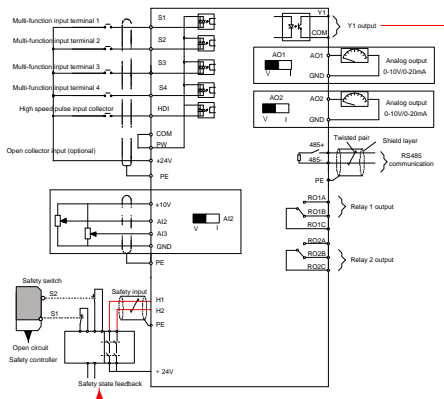 Multi-function input terminal 1
S1
Multi-function input terminal 2
S2
Multi-function input terminal 3
S3
Multi-function input terminal 4
S4
High speed pulse input collector
HDI
COM
PW
Open collector input (optional)
+24V
PE
Y1
COM
Y1 output
AO1
V
I
AO1
GND
Analog output
0-10V/0-20mA
AO2
V
I
AO2
GND
Analog output
0-10V/0-20mA
Twisted pair
Shield layer
485+
485-
RS485
communication
PE
RO1A
RO1B
RO1C
Relay 1 output
RO2A
RO2B
RO2C
Relay 2 output
+10V
AI2
AI3
GND
PE
V
I
AI2
Safety switch
S2
S1
Open circuit
Safety controller
Safety input
H1
H2
PE
+ 24V
Safety state feedback